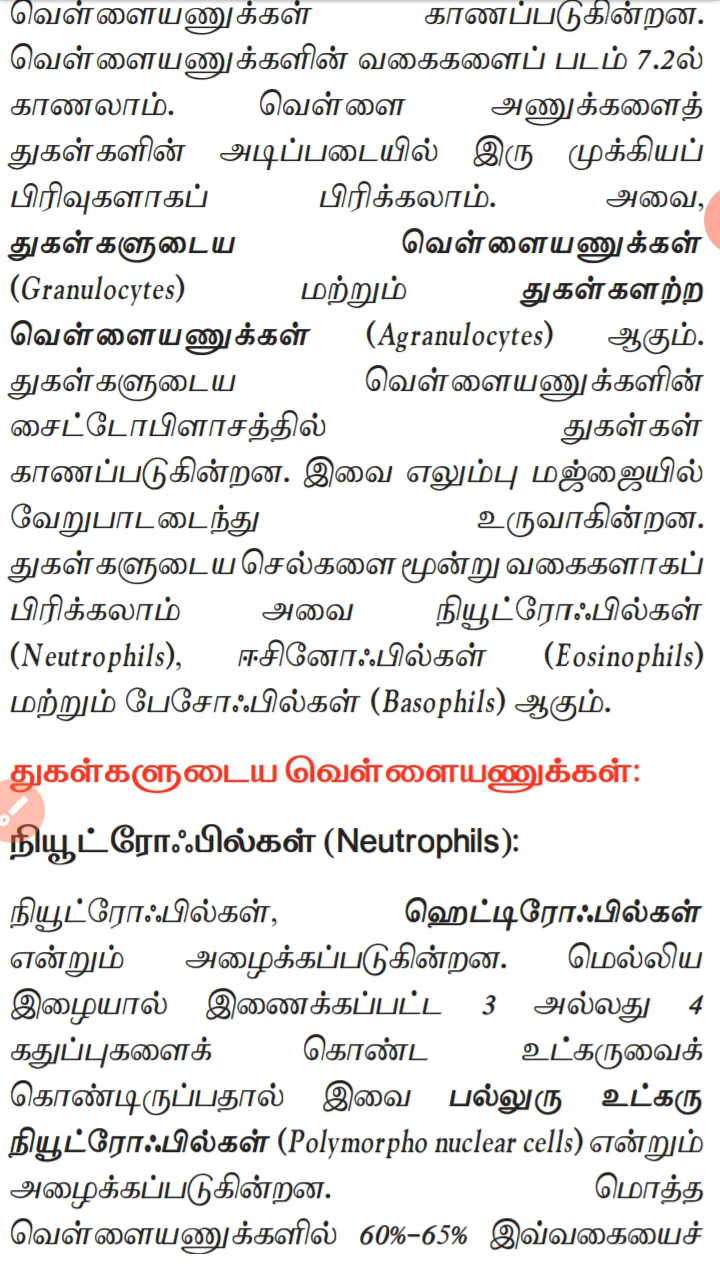 வெள்ளையணுக்கள் காணப்படுகின்றன.
வெள்ளையணுக்களின் வகைகளைப் படம் 7.2ல்
காணலாம். வெள்ளை அணுக்களைத்
துகள்களின் அடிப்படையில் இரு முக்கியப்
பிரிவுகளாகப் பிரிக்கலாம். அவை,
துகள்களுடைய வெள்ளையணுக்கள்
(Granulocytes) மற்றும் துகள்களற்ற
வெள்ளையணுக்கள் (Agranulocytes) ஆகும்.
துகள்களுடைய வெள்ளையணுக்களின்
சைட்டோபிளாசத்தில் துகள்கள்
காணப்படுகின்றன. இவை எலும்பு மஜ்ஜையில்
வேறுபாடடைந்து உருவாகின்றன.
துகள்களுடைய செல்களை மூன்று வகைகளாகப்
பிரிக்கலாம் அவை நியூட்ரோஃபில்கள்
(Neutrophils), ஈசினோஃபில்கள் (Eosinophils)
மற்றும் பேசோஃபில்கள் (Basophils) ஆகும்.
துகள்களுடைய வெள்ளையணுக்கள்:
நியூட்ரோஃபில்கள் (Neutrophils):
நியூட்ரோஃபில்கள், ஹெட்டிரோஃபில்கள்
என்றும் அழைக்கப்படுகின்றன. மெல்லிய
இழையால் இணைக்கப்பட்ட 3 அல்லது 4
கதுப்புகளைக் கொண்ட உட்கருவைக்
கொண்டிருப்பதால் இவை பல்லுரு உட்கரு
நியூட்ரோஃபில்கள் (Polymorpho nuclear cells) என்றும்
அழைக்கப்படுகின்றன. மொத்த
வெள்ளையணுக்களில் 60%-65% இவ்வகையைச்